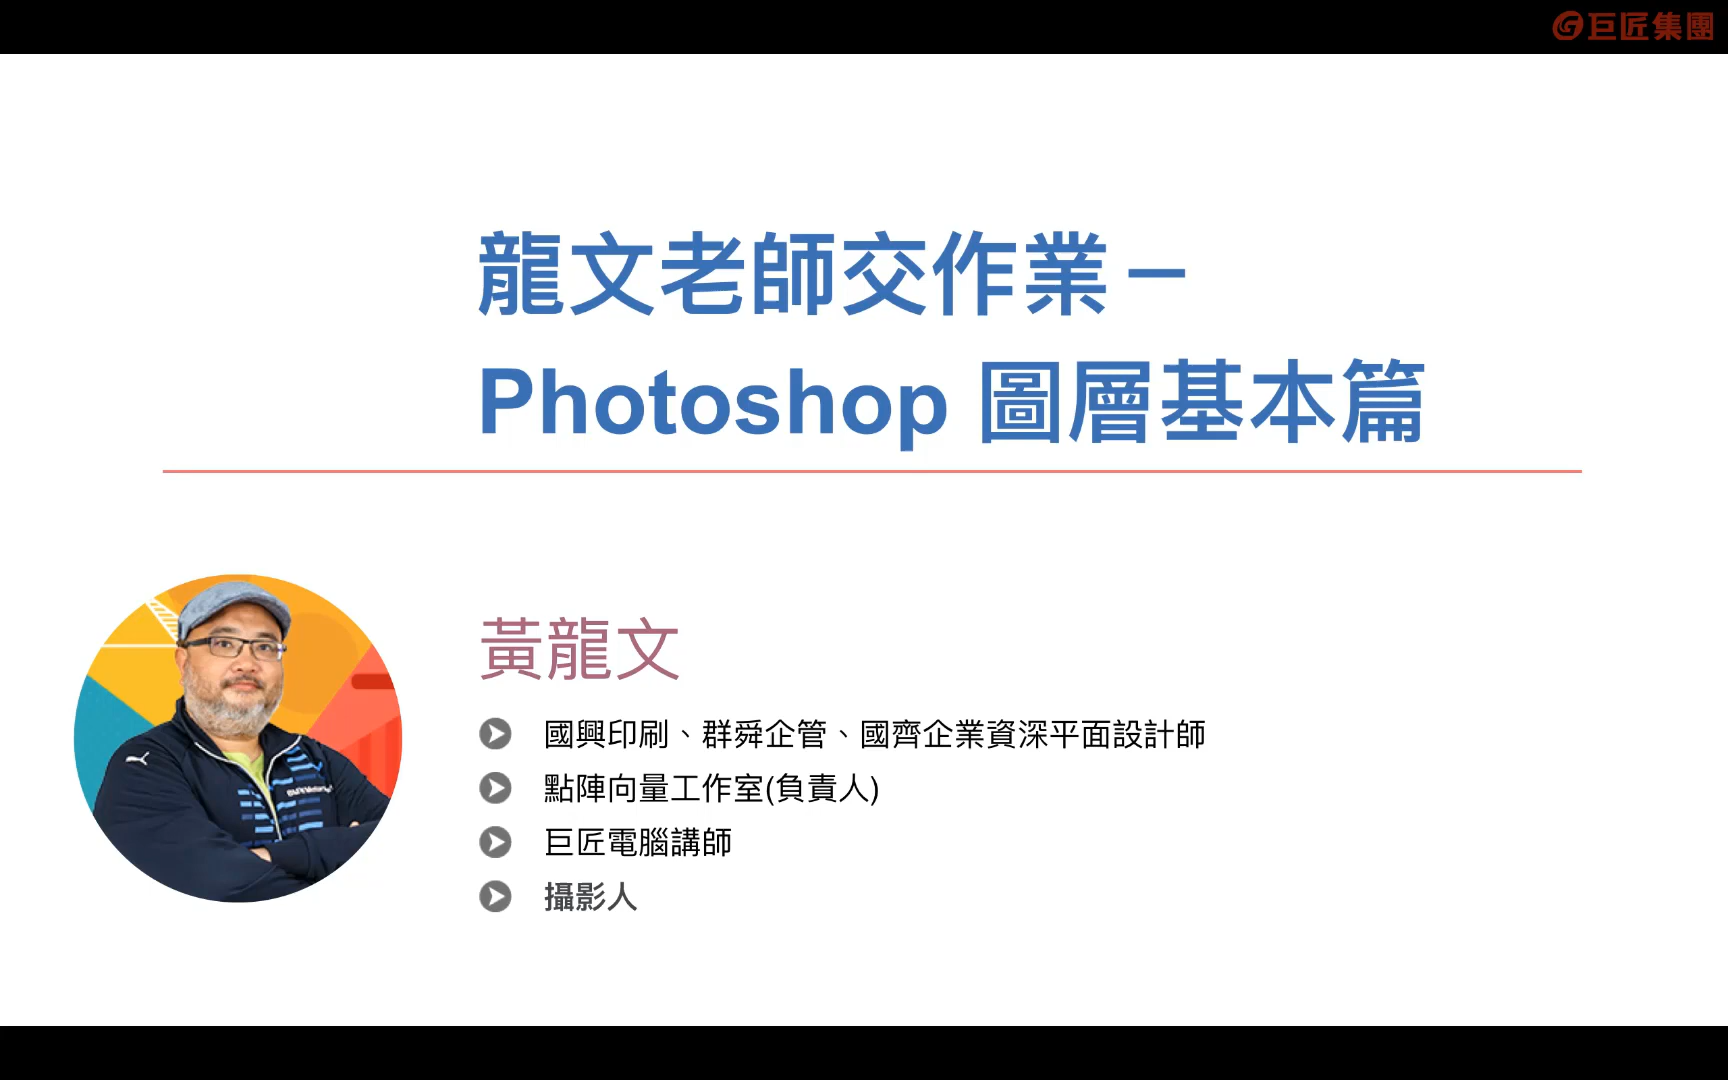 巨匠集團
龍文老師交作業－
Photoshop 圖層基本篇
黃龍文
國興印刷、群舜企管、國齊企業資深平面設計師
點陣向量工作室(負責人)
巨匠電腦講師
攝影人